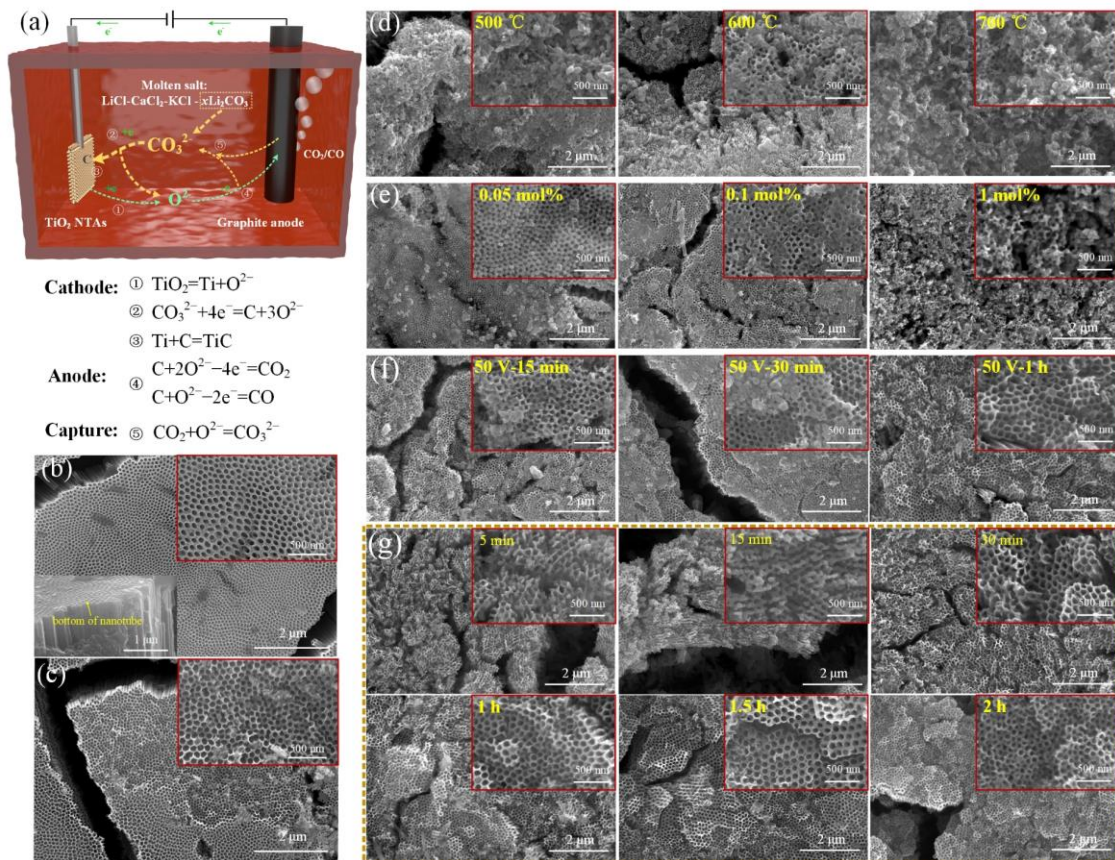 (a)
e⁻
e⁻
Molten salt:
LiCl-CaCl₂-KCl - xLi₂CO₃
②
CO₃²⁻
⑤
CO₂/CO
C
③
O²⁻
④
①
TiO₂ NTAs
Graphite anode
Cathode: ① TiO₂=Ti+O²⁻
② CO₃²⁻+4e⁻=C+3O²⁻
③ Ti+C=TiC
Anode: ④ C+2O²⁻−4e⁻=CO₂
C+O²⁻−2e⁻=CO
Capture: ⑤ CO₂+O²⁻=CO₃²⁻
(b)
500 nm
bottom of nanotube
1 μm
2 μm
(c)
500 nm
2 μm
(d)
500 ℃
500 nm
2 μm
600 ℃
500 nm
2 μm
700 ℃
500 nm
2 μm
(e)
0.05 mol%
500 nm
2 μm
0.1 mol%
500 nm
2 μm
1 mol%
500 nm
2 μm
(f)
50 V-15 min
500 nm
2 μm
50 V-30 min
500 nm
2 μm
50 V-1 h
500 nm
2 μm
(g)
5 min
500 nm
2 μm
15 min
500 nm
2 μm
30 min
500 nm
2 μm
1 h
500 nm
2 μm
1.5 h
500 nm
2 μm
2 h
500 nm
2 μm